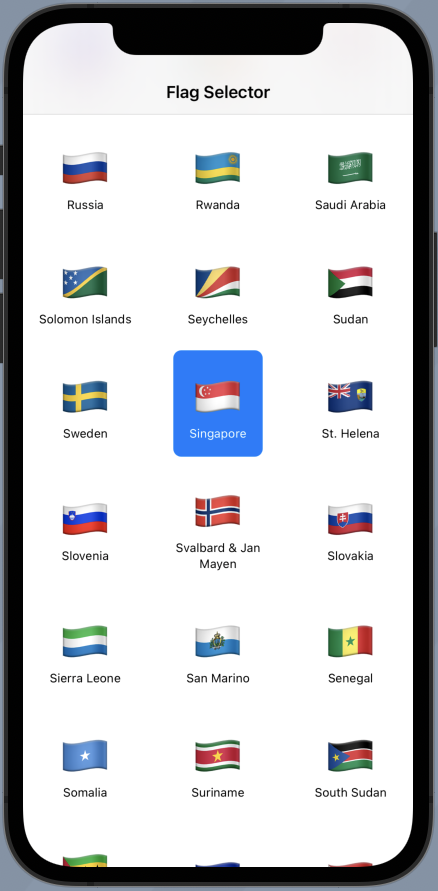 Flag Selector
Russia
Rwanda
Saudi Arabia
Solomon Islands
Seychelles
Sudan
Sweden
Singapore
St. Helena
Slovenia
Svalbard & Jan
Mayen
Slovakia
Sierra Leone
San Marino
Senegal
Somalia
Suriname
South Sudan